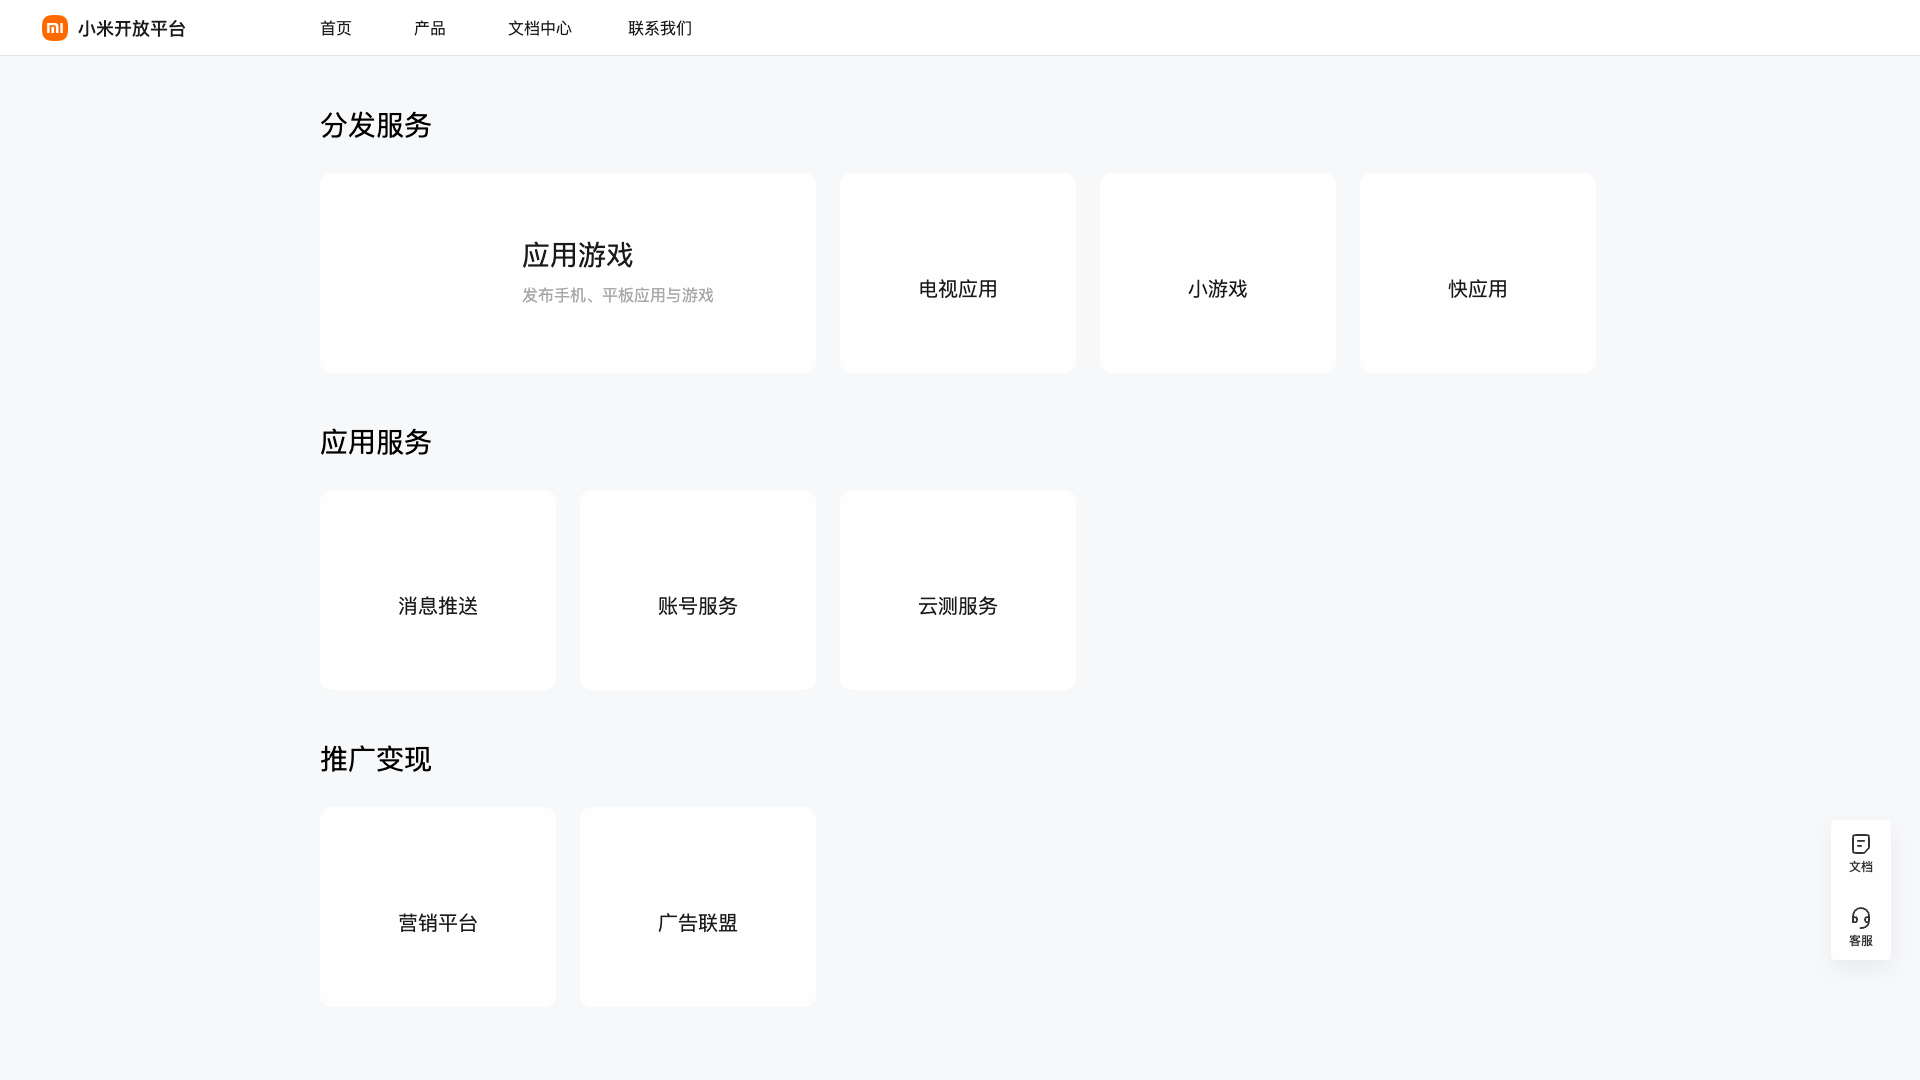 小米开放平台
首页
产品
文档中心
联系我们
分发服务
应用游戏
发布手机、平板应用与游戏
电视应用
小游戏
快应用
应用服务
消息推送
账号服务
云测服务
推广变现
营销平台
广告联盟
文档
客服